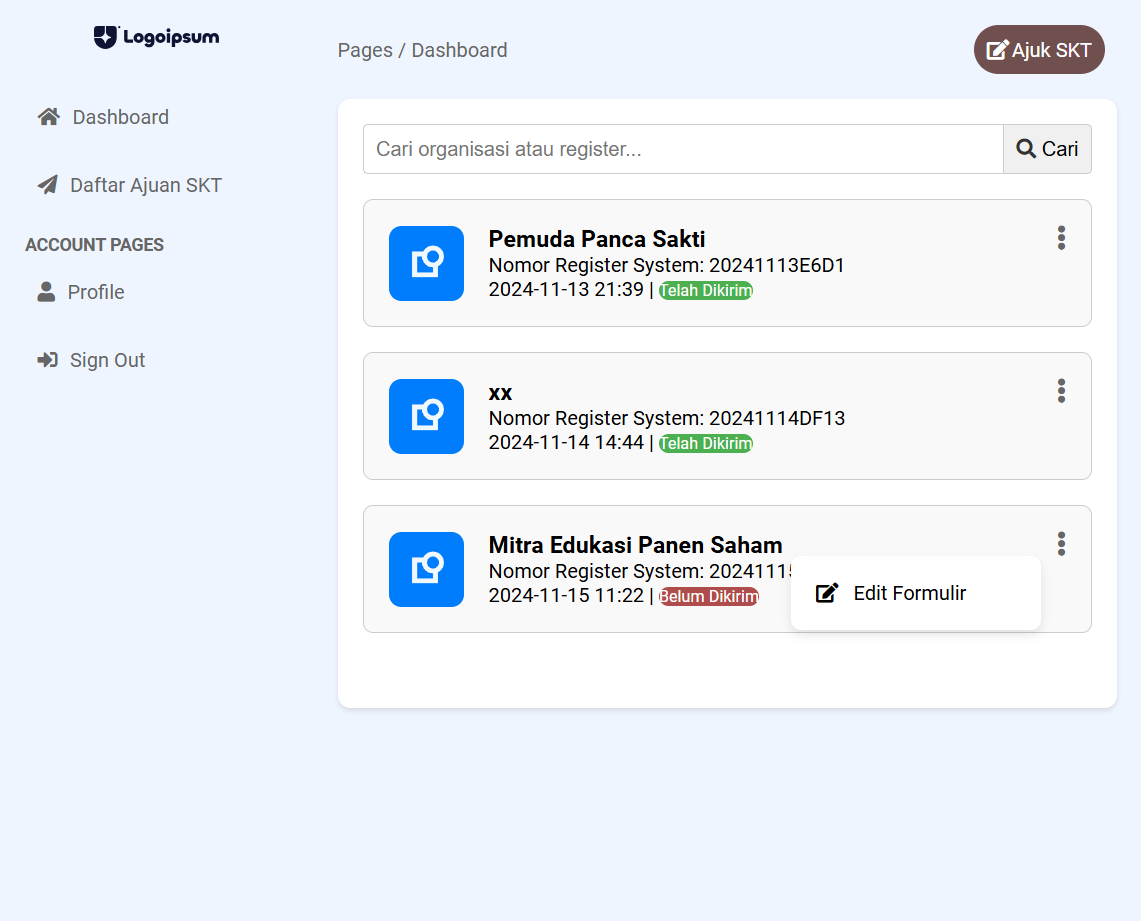 Logoipsum
Pages / Dashboard
Ajuk SKT
Dashboard
Daftar Ajuan SKT
ACCOUNT PAGES
Profile
Sign Out
Cari organisasi atau register...
Cari
Pemuda Panca Sakti
Nomor Register System: 20241113E6D1
2024-11-13 21:39 | Telah Dikirim
xx
Nomor Register System: 20241114DF13
2024-11-14 14:44 | Telah Dikirim
Mitra Edukasi Panen Saham
Nomor Register System: 20241115
2024-11-15 11:22 | Belum Dikirim
Edit Formulir